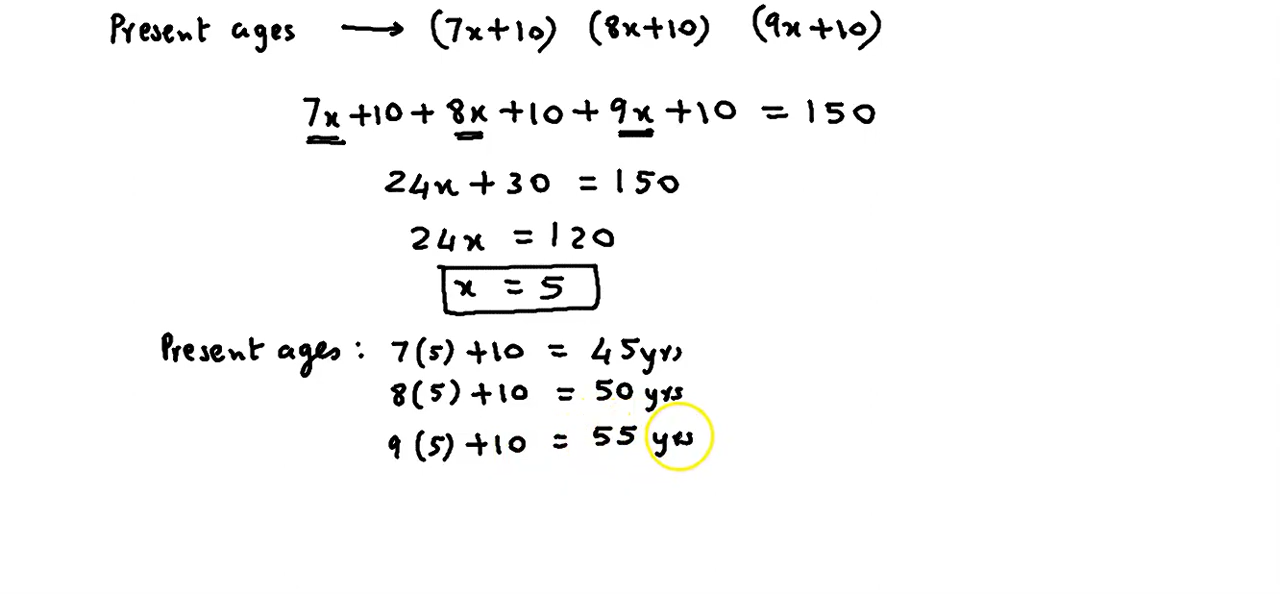 Present ages ⟶ (7x+10) (8x+10) (9x+10)
7x+10+8x+10+9x+10 = 150
24x+30 = 150
24x = 120
x = 5
Present ages: 7(5)+10 = 45yrs
8(5)+10 = 50 yrs
9(5)+10 = 55 yrs